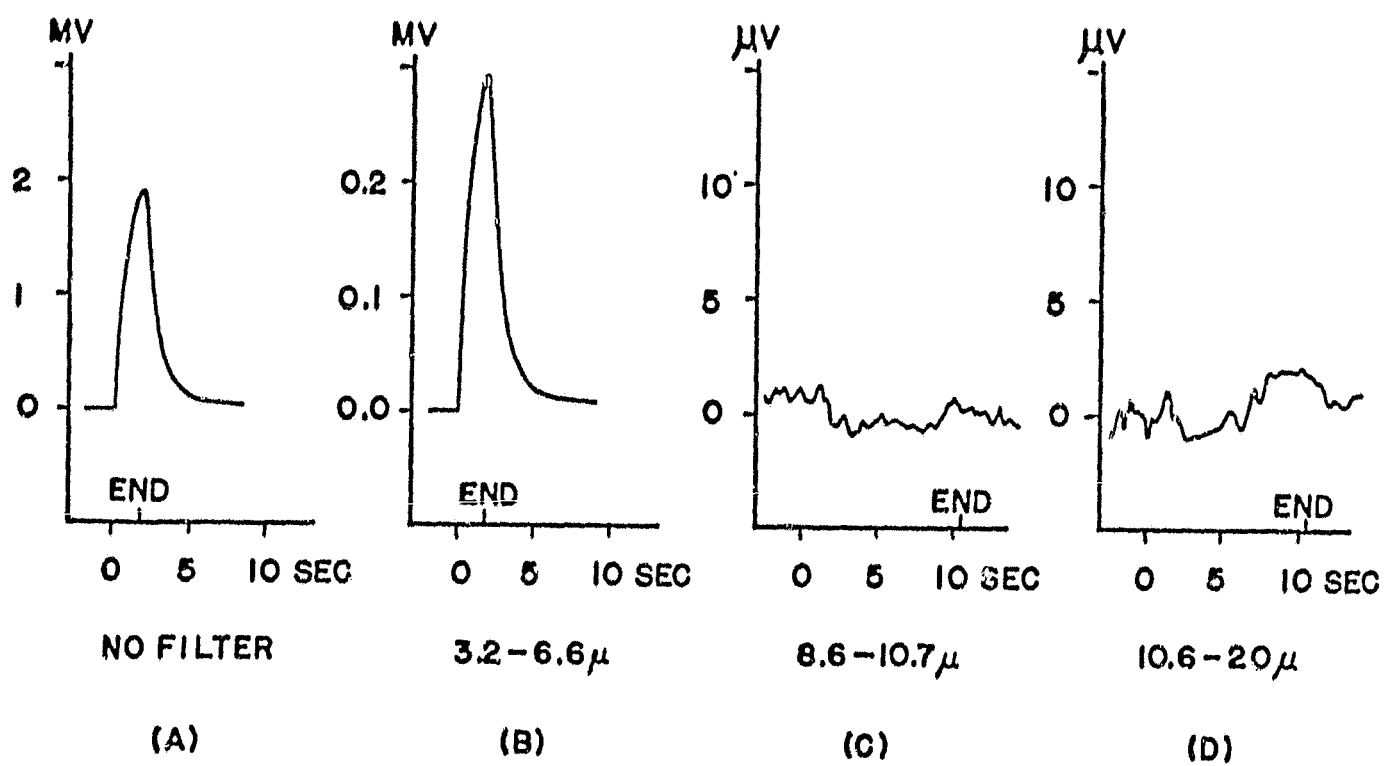 MV MV μV μV
2 0.2 10 10
1 0.1 5 5
0 0.0 0 0
END END END END
0 5 10 SEC 0 5 10 SEC 0 5 10 SEC 0 5 10 SEC
NO FILTER 3.2-6.6μ 8.6-10.7μ 10.6-20μ
(A) (B) (C) (D)